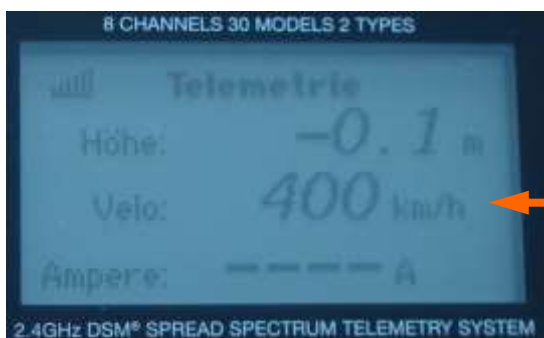 8 CHANNELS 30 MODELS 2 TYPES
Telemetrie
Höhe: -0.1 m
Velo: 400 km/h
Ampere: ---- A
2.4GHz DSM® SPREAD SPECTRUM TELEMETRY SYSTEM